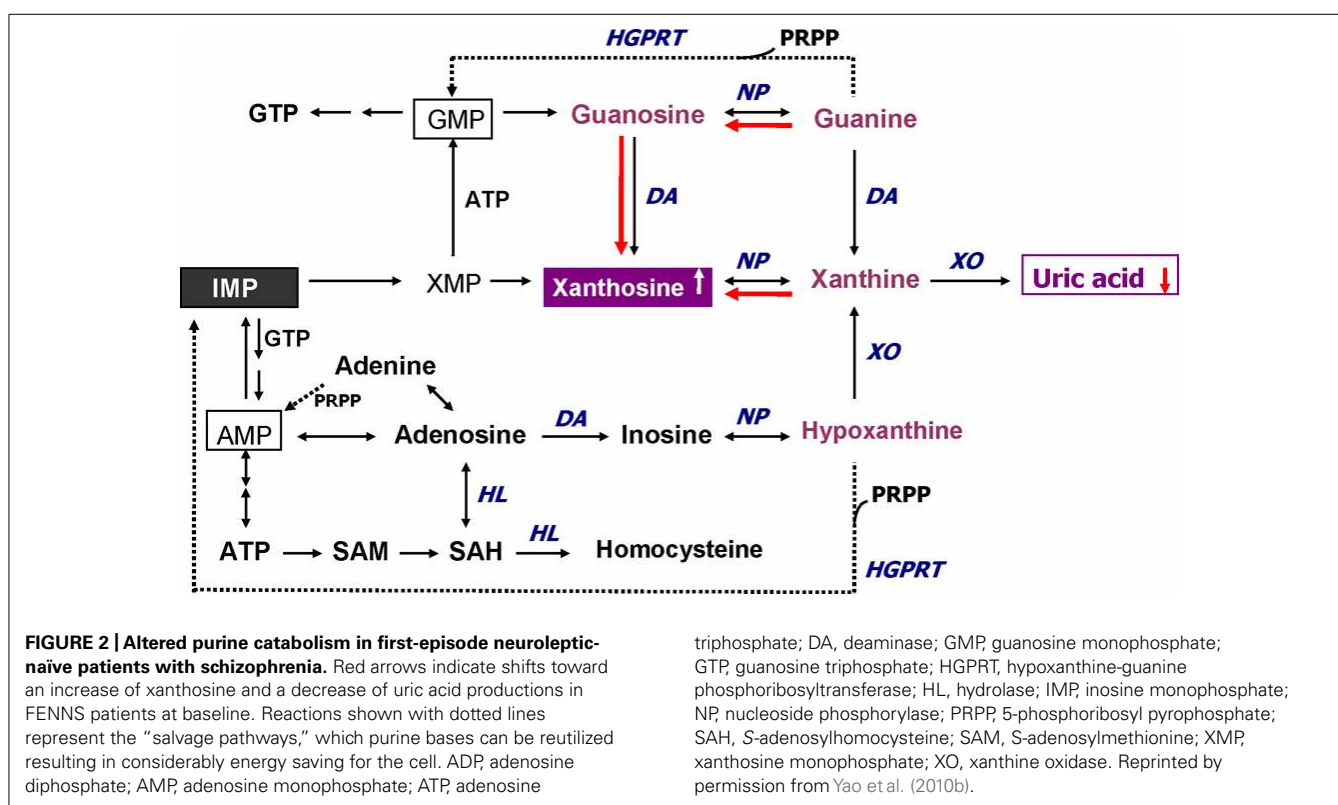 HGPRT PRPP
GTP GMP Guanosine NP Guanine
ATP DA DA
IMP XMP Xanthosine NP Xanthine XO Uric acid
GTP Adenine XO
PRPP
AMP Adenosine DA Inosine NP Hypoxanthine
HL PRPP
ATP SAM SAH HL Homocysteine
HGPRT
FIGURE 2 | Altered purine catabolism in first-episode neuroleptic-
naïve patients with schizophrenia. Red arrows indicate shifts toward
an increase of xanthosine and a decrease of uric acid productions in
FENNS patients at baseline. Reactions shown with dotted lines
represent the “salvage pathways,” which purine bases can be reutilized
resulting in considerably energy saving for the cell. ADP, adenosine
diphosphate; AMP, adenosine monophosphate; ATP, adenosine
triphosphate; DA, deaminase; GMP, guanosine monophosphate;
GTP, guanosine triphosphate; HGPRT, hypoxanthine-guanine
phosphoribosyltransferase; HL, hydrolase; IMP, inosine monophosphate;
NP, nucleoside phosphorylase; PRPP, 5-phosphoribosyl pyrophosphate;
SAH, S-adenosylhomocysteine; SAM, S-adenosylmethionine; XMP,
xanthosine monophosphate; XO, xanthine oxidase. Reprinted by
permission from Yao et al. (2010b).